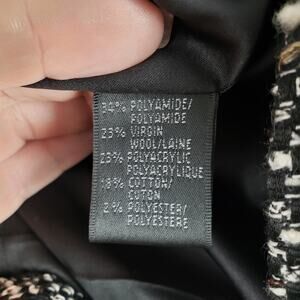 34% POLYAMIDE/
POLYAMIDE
23% VIRGIN
WOOL/LAINE
23% POLYACRYLIC
POLYACRYLIQUE
18% COTTON/
COTON
2% POLYESTER/
POLYESTERE